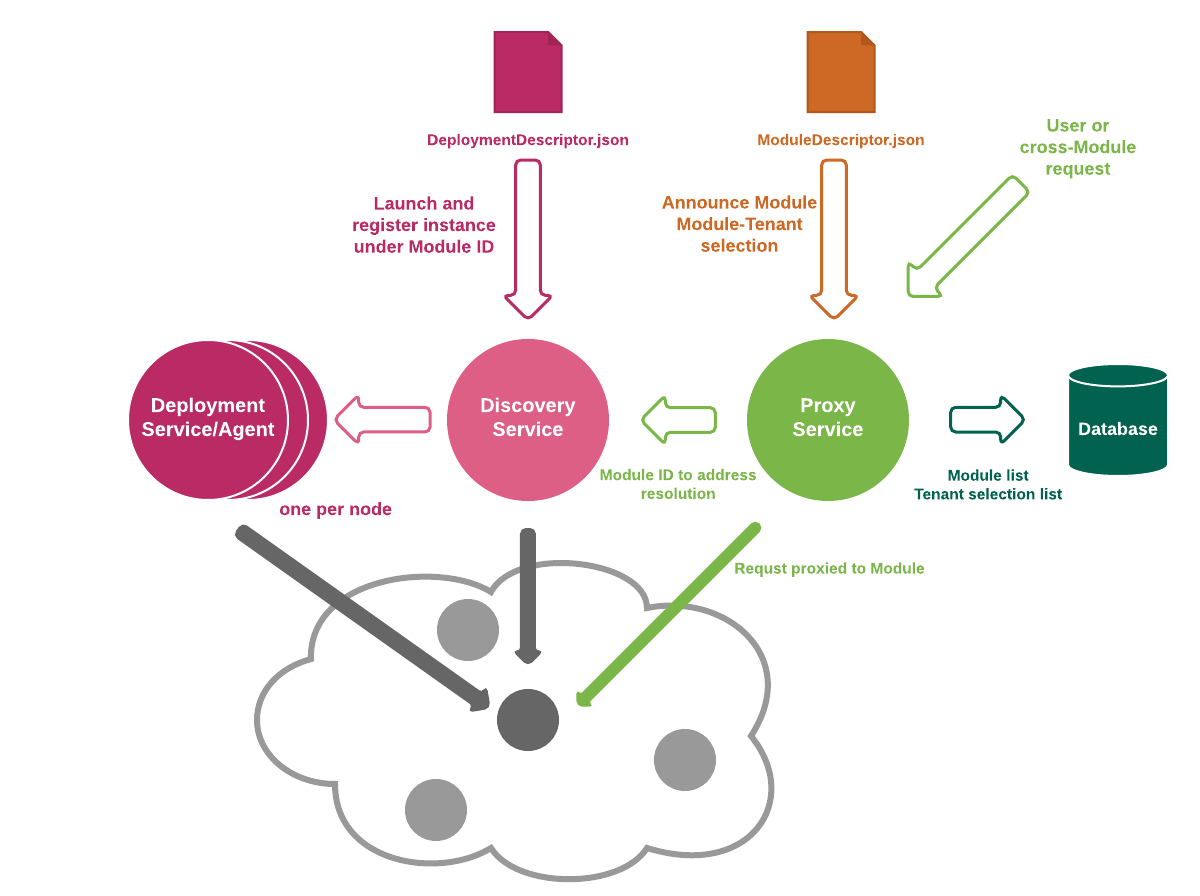 DeploymentDescriptor.json
ModuleDescriptor.json
User or
cross-Module
request
Launch and
register instance
under Module ID
Announce Module
Module-Tenant
selection
Deployment
Service/Agent
Discovery
Service
Proxy
Service
Database
Module ID to address
resolution
Module list
Tenant selection list
one per node
Requst proxied to Module